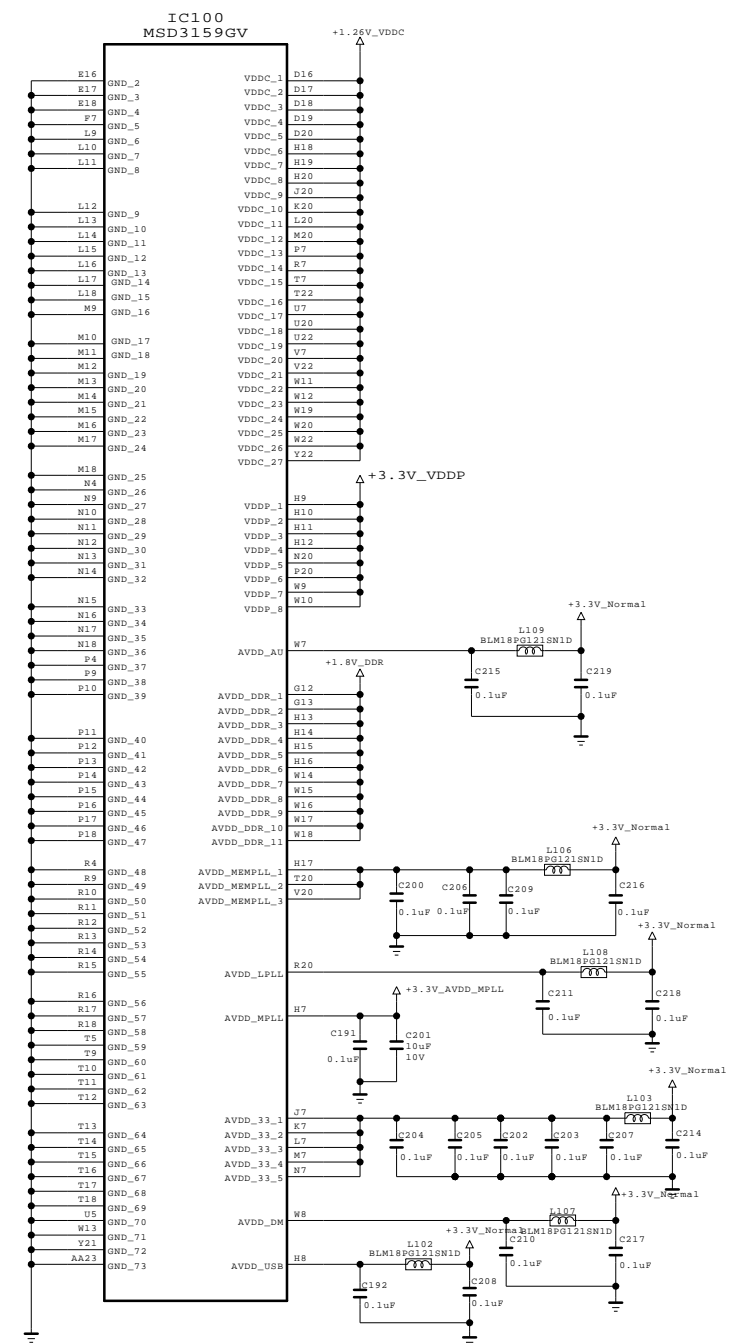 IC100
MSD3159GV
+1.26V_VDDC
E16 GND_2 VDDC_1 D16
E17 GND_3 VDDC_2 D17
E18 GND_4 VDDC_3 D18
F7 GND_5 VDDC_4 D19
L9 GND_6 VDDC_5 D20
L10 GND_7 VDDC_6 H18
L11 GND_8 VDDC_7 H19
VDDC_8 H20
VDDC_9 J20
L12 GND_9 VDDC_10 K20
L13 GND_10 VDDC_11 L20
L14 GND_11 VDDC_12 M20
L15 GND_12 VDDC_13 P7
L16 GND_13 VDDC_14 R7
L17 GND_14 VDDC_15 T7
L18 GND_15 VDDC_16 T22
M9 GND_16 VDDC_17 U7
VDDC_18 U20
M10 GND_17 VDDC_19 U22
M11 GND_18 VDDC_20 V7
M12 GND_19 VDDC_21 V22
M13 GND_20 VDDC_22 W11
M14 GND_21 VDDC_23 W12
M15 GND_22 VDDC_24 W19
M16 GND_23 VDDC_25 W20
M17 GND_24 VDDC_26 W22
VDDC_27 Y22
M18 GND_25 +3.3V_VDDP
N4 GND_26
N9 GND_27 VDDP_1 H9
N10 GND_28 VDDP_2 H10
N11 GND_29 VDDP_3 H11
N12 GND_30 VDDP_4 H12
N13 GND_31 VDDP_5 N20
N14 GND_32 VDDP_6 P20
VDDP_7 W9
N15 GND_33 VDDP_8 W10
+3.3V_Normal
N16 GND_34
N17 GND_35
L109
BLM18PG121SN1D
N18 GND_36 AVDD_AU W7
P4 GND_37
+1.8V_DDR
P9 GND_38 C215 C219
P10 GND_39 AVDD_DDR_1 G12 0.1uF 0.1uF
AVDD_DDR_2 G13
AVDD_DDR_3 H13
P11 GND_40 AVDD_DDR_4 H14
P12 GND_41 AVDD_DDR_5 H15
P13 GND_42 AVDD_DDR_6 H16
P14 GND_43 AVDD_DDR_7 W14
P15 GND_44 AVDD_DDR_8 W15
P16 GND_45 AVDD_DDR_9 W16
P17 GND_46 AVDD_DDR_10 W17
P18 GND_47 AVDD_DDR_11 W18
+3.3V_Normal
L106
BLM18PG121SN1D
R4 GND_48 AVDD_MEMPLL_1 H17
R9 GND_49 AVDD_MEMPLL_2 T20
R10 GND_50 AVDD_MEMPLL_3 V20
C200 C206 C209 C216
0.1uF 0.1uF 0.1uF 0.1uF
R11 GND_51
R12 GND_52
+3.3V_Normal
R13 GND_53
R14 GND_54
L108
BLM18PG121SN1D
R15 GND_55 AVDD_LPLL R20
+3.3V_AVDD_MPLL
C211 C218
0.1uF 0.1uF
R16 GND_56
R17 GND_57 AVDD_MPLL H7
R18 GND_58
T5 GND_59
C191 C201
0.1uF 10uF
10V
T9 GND_60
T10 GND_61
T11 GND_62
T12 GND_63
+3.3V_Normal
L103
BLM18PG121SN1D
AVDD_33_1 J7
T13 GND_64 AVDD_33_2 K7
T14 GND_65 AVDD_33_3 L7
T15 GND_66 AVDD_33_4 M7
T16 GND_67 AVDD_33_5 N7
C204 C205 C202 C203 C207 C214
0.1uF 0.1uF 0.1uF 0.1uF 0.1uF 0.1uF
T17 GND_68
T18 GND_69
+3.3V_Normal
L107
BLM18PG121SN1D
U5 GND_70 AVDD_DM W8
W13 GND_71
+3.3V_Normal
Y21 GND_72
C210 C217
0.1uF 0.1uF
L102
BLM18PG121SN1D
AA23 GND_73 AVDD_USB H8
C192 C208
0.1uF 0.1uF